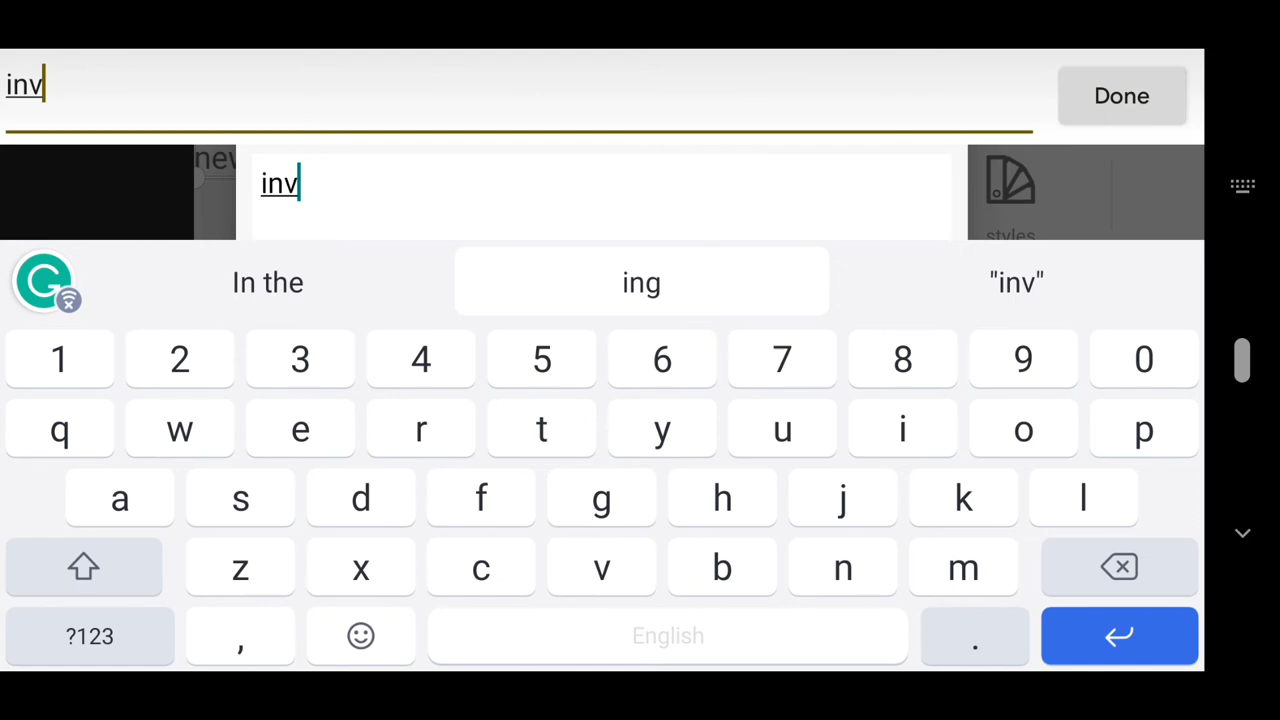 inv
Done
new
inv
styles
In the
ing
"inv"
1 2 3 4 5 6 7 8 9 0
q w e r t y u i o p
a s d f g h j k l
z x c v b n m
?123 , English .